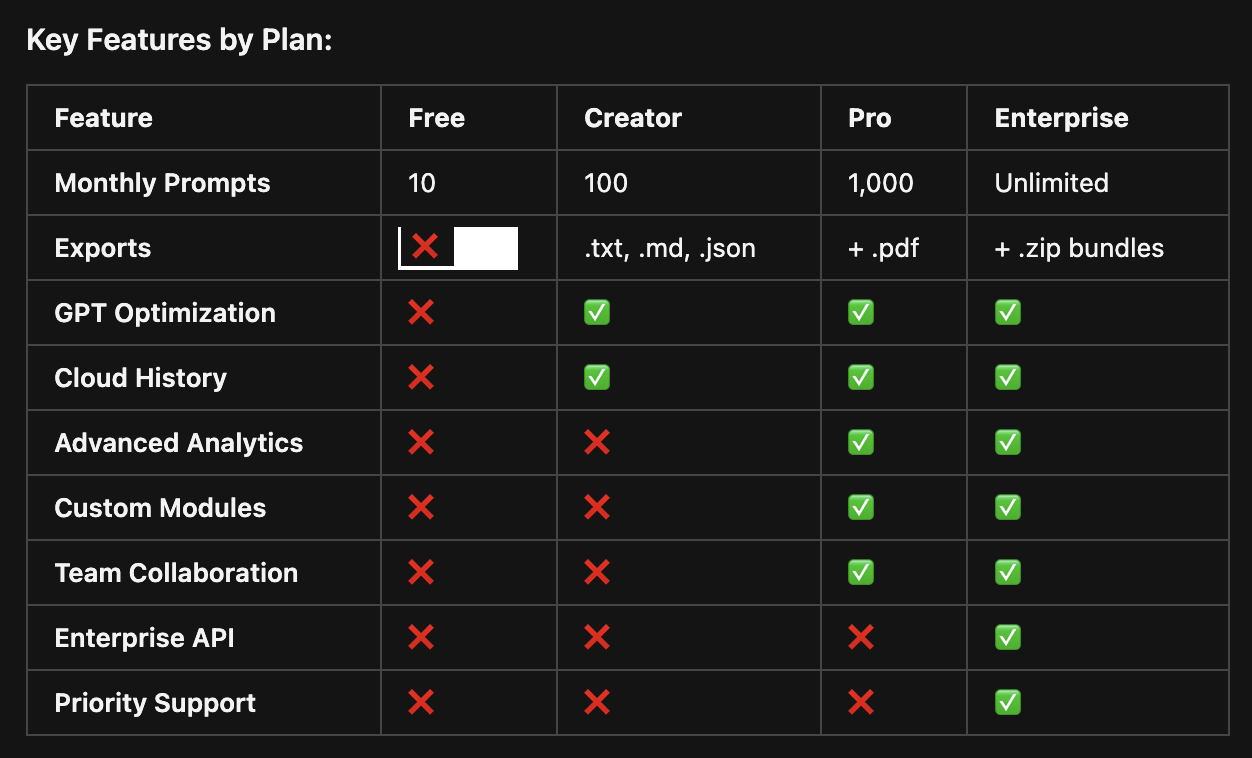 Key Features by Plan:
Feature Free Creator Pro Enterprise
Monthly Prompts 10 100 1,000 Unlimited
Exports ❌ .txt, .md, .json + .pdf + .zip bundles
GPT Optimization ❌ ✅ ✅ ✅
Cloud History ❌ ✅ ✅ ✅
Advanced Analytics ❌ ❌ ✅ ✅
Custom Modules ❌ ❌ ✅ ✅
Team Collaboration ❌ ❌ ✅ ✅
Enterprise API ❌ ❌ ❌ ✅
Priority Support ❌ ❌ ❌ ✅